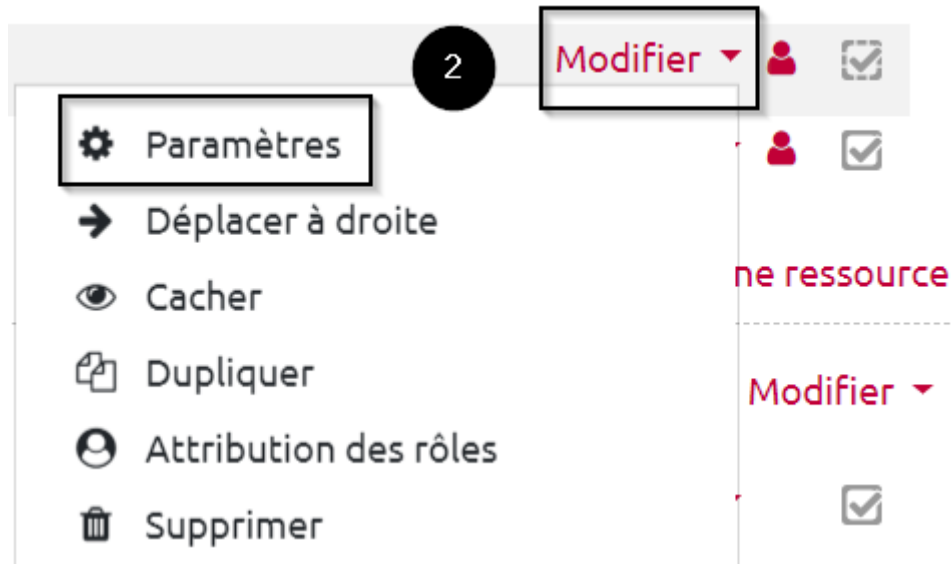 2
Modifier
Paramètres
Déplacer à droite
Cacher
ne ressource
Dupliquer
Modifier
Attribution des rôles
Supprimer